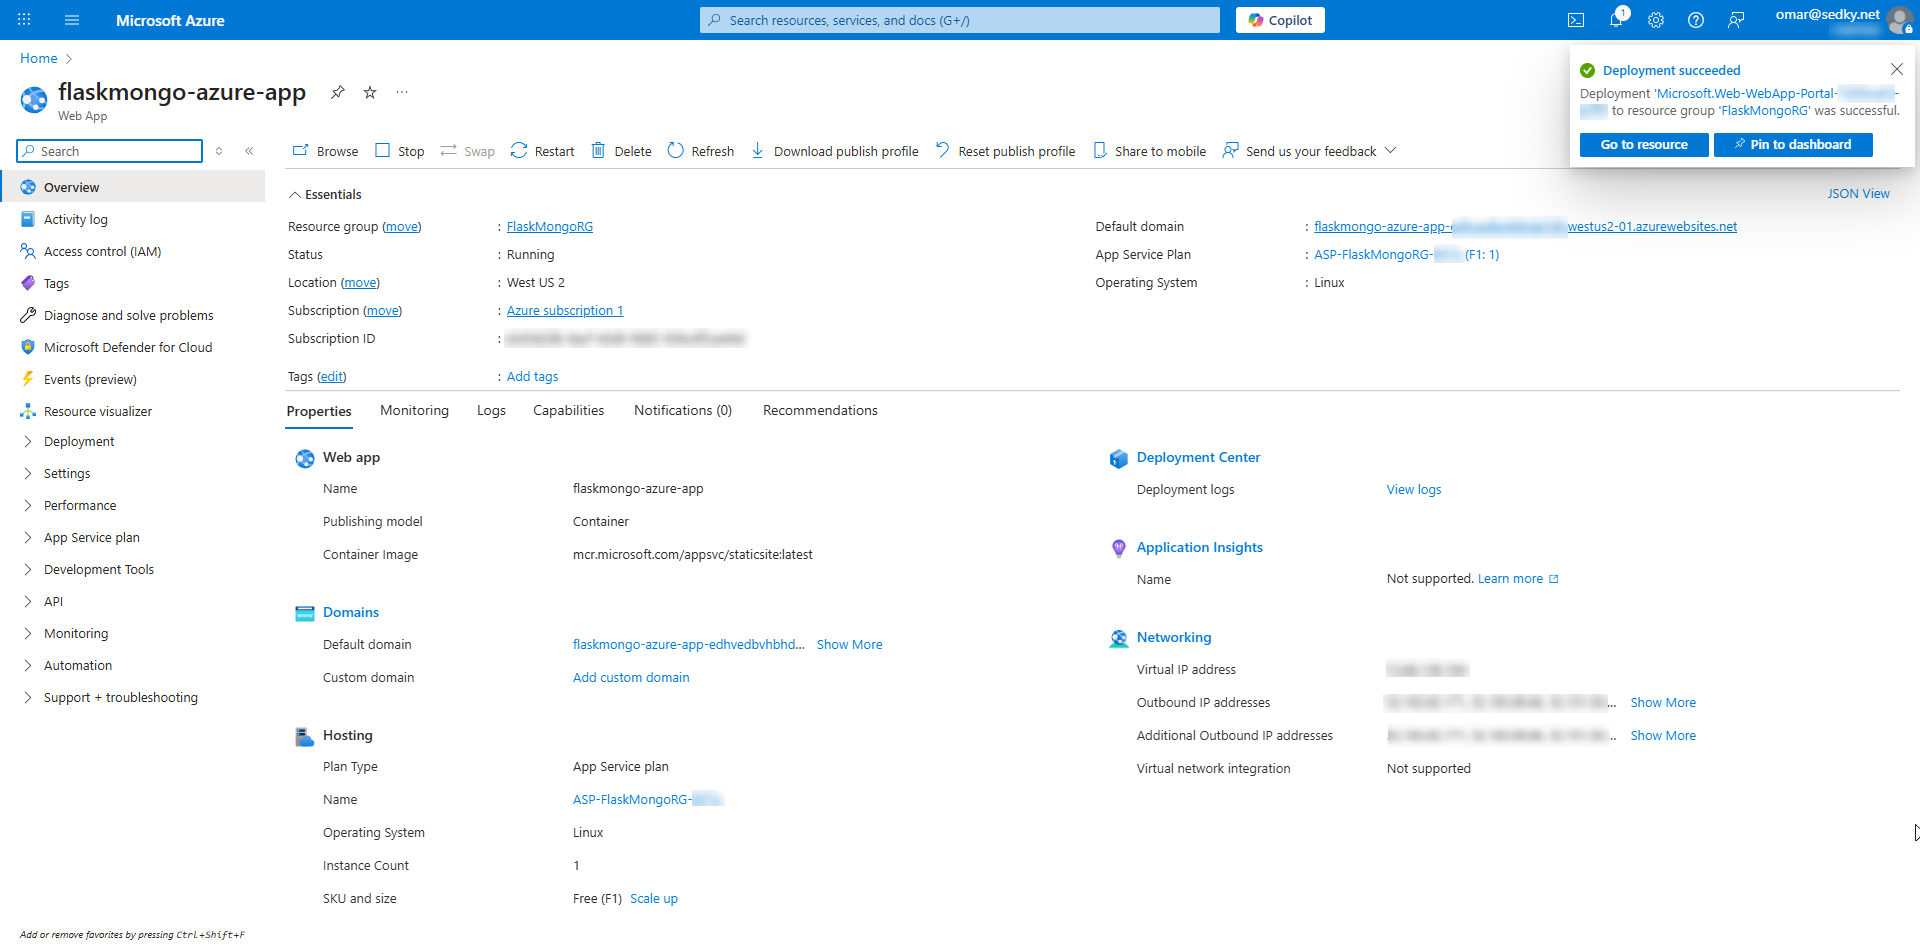 Microsoft Azure
Search resources, services, and docs (G+/)
Copilot
1
omar@sedky.net
Home
flaskmongo-azure-app
Web App
Deployment succeeded
Deployment 'Microsoft.Web-WebApp-Portal-
to resource group 'FlaskMongoRG' was successful.
Go to resource
Pin to dashboard
Search
Browse
Stop
Swap
Restart
Delete
Refresh
Download publish profile
Reset publish profile
Share to mobile
Send us your feedback
Overview
Activity log
Access control (IAM)
Tags
Diagnose and solve problems
Microsoft Defender for Cloud
Events (preview)
Resource visualizer
Deployment
Settings
Performance
App Service plan
Development Tools
API
Monitoring
Automation
Support + troubleshooting
Add or remove favorites by pressing Ctrl+Shift+F
Essentials
JSON View
Resource group (move) : FlaskMongoRG
Status : Running
Location (move) : West US 2
Subscription (move) : Azure subscription 1
Subscription ID :
Tags (edit) : Add tags
Default domain : flaskmongo-azure-app- westus2-01.azurewebsites.net
App Service Plan : ASP-FlaskMongoRG- (F1: 1)
Operating System : Linux
Properties
Monitoring
Logs
Capabilities
Notifications (0)
Recommendations
Web app
Name flaskmongo-azure-app
Publishing model Container
Container Image mcr.microsoft.com/appsvc/staticsite:latest
Domains
Default domain flaskmongo-azure-app-edhvedbvhbhd... Show More
Custom domain Add custom domain
Hosting
Plan Type App Service plan
Name ASP-FlaskMongoRG-
Operating System Linux
Instance Count 1
SKU and size Free (F1) Scale up
Deployment Center
Deployment logs View logs
Application Insights
Name Not supported. Learn more
Networking
Virtual IP address
Outbound IP addresses ... Show More
Additional Outbound IP addresses ... Show More
Virtual network integration Not supported